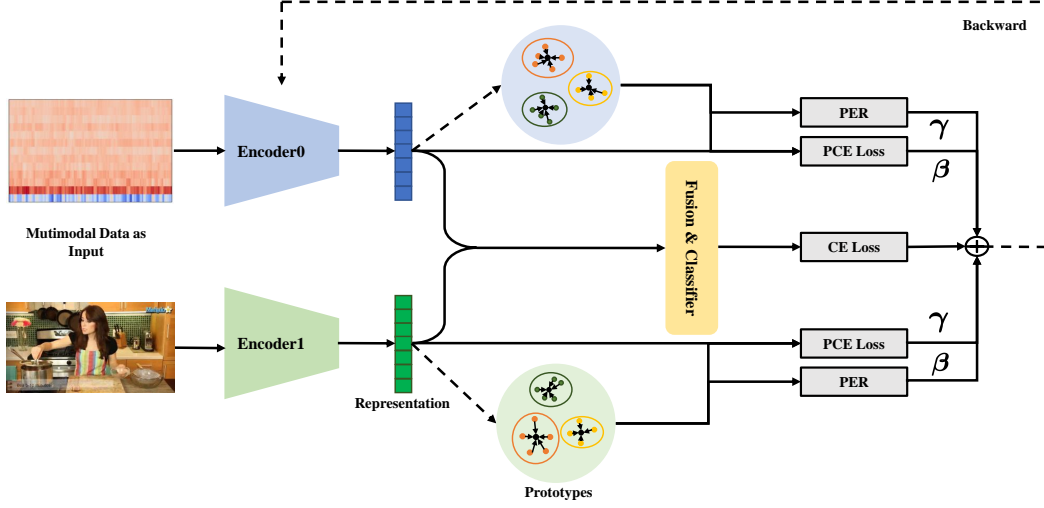 Backward
Encoder0
PER
γ
PCE Loss
β
Mutimodal Data as
Input
Fusion & Classifier
CE Loss
Encoder1
γ
PCE Loss
β
PER
Representation
Prototypes